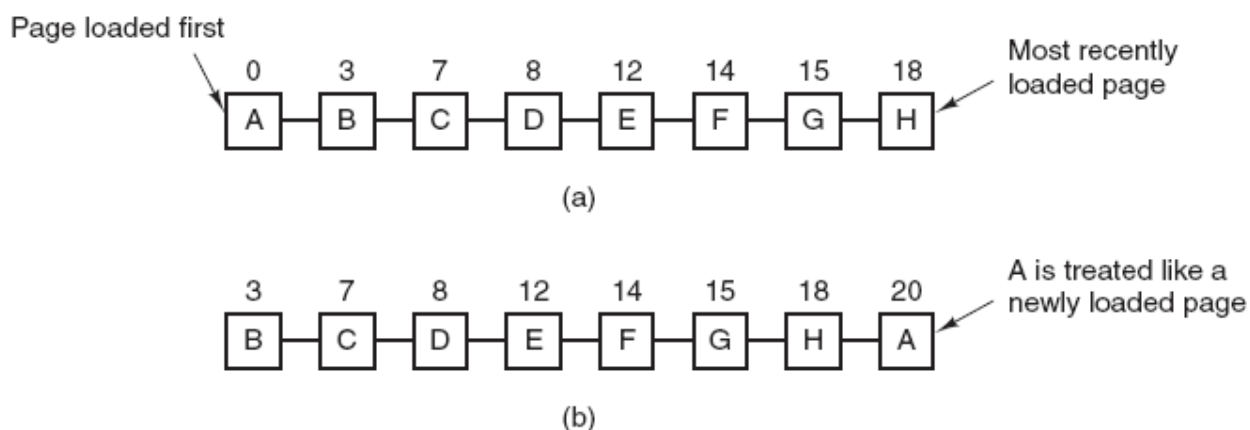 Page loaded first
0 3 7 8 12 14 15 18
Most recently
loaded page
A B C D E F G H
(a)
3 7 8 12 14 15 18 20
A is treated like a
newly loaded page
B C D E F G H A
(b)